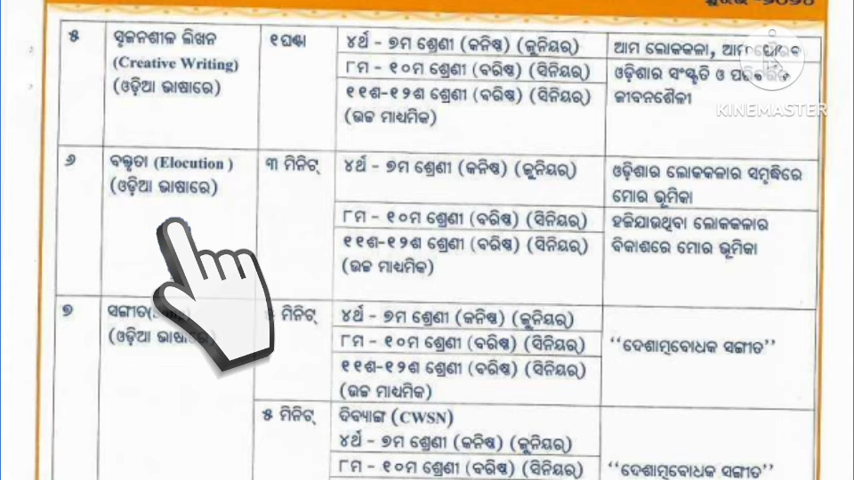 ୫ ସୃଜନଶୀଳ ଲିଖନ ୧ ଘଣ୍ଟା ୪ର୍ଥ - ୭ମ ଶ୍ରେଣୀ (କନିଷ୍ଠ) (ଜୁନିୟର୍) ଆମ ଲୋକକଳା,
(Creative Writing) ୮ମ - ୧୦ମ ଶ୍ରେଣୀ (ବରିଷ୍ଠ) (ସିନିୟର୍) ଓଡ଼ିଶାର ସଂସ୍କୃତି ଓ
(ଓଡ଼ିଆ ଭାଷାରେ) ୧୧ଶ-୧୨ଶ ଶ୍ରେଣୀ (ବରିଷ୍ଠ) (ସିନିୟର୍) ଜୀବନଶୈଳୀ
(ଉଚ୍ଚ ମାଧ୍ୟମିକ)
KINEMASTER
୬ ବକ୍ତୃତା (Elocution ) ୩ ମିନିଟ୍ ୪ର୍ଥ - ୭ମ ଶ୍ରେଣୀ (କନିଷ୍ଠ) (ଜୁନିୟର୍) ଓଡ଼ିଶାର ଲୋକକଳାର ସମୃଦ୍ଧିରେ
(ଓଡ଼ିଆ ଭାଷାରେ) ମୋର ଭୂମିକା
୮ମ - ୧୦ମ ଶ୍ରେଣୀ (ବରିଷ୍ଠ) (ସିନିୟର୍) ହଜିଯାଉଥିବା ଲୋକକଳାର
୧୧ଶ-୧୨ଶ ଶ୍ରେଣୀ (ବରିଷ୍ଠ) (ସିନିୟର୍) ବିକାଶରେ ମୋର ଭୂମିକା
(ଉଚ୍ଚ ମାଧ୍ୟମିକ)
୭ ସଙ୍ଗୀତ ମିନିଟ୍ ୪ର୍ଥ - ୭ମ ଶ୍ରେଣୀ (କନିଷ୍ଠ) (ଜୁନିୟର୍)
(ଓଡ଼ିଆ ଭାଷାରେ) ୮ମ - ୧୦ମ ଶ୍ରେଣୀ (ବରିଷ୍ଠ) (ସିନିୟର୍) ‘‘ଦେଶାତ୍ମବୋଧକ ସଙ୍ଗୀତ’’
୧୧ଶ-୧୨ଶ ଶ୍ରେଣୀ (ବରିଷ୍ଠ) (ସିନିୟର୍)
(ଉଚ୍ଚ ମାଧ୍ୟମିକ)
୫ ମିନିଟ୍ ଦିବ୍ୟାଙ୍ଗ (CWSN)
୪ର୍ଥ - ୭ମ ଶ୍ରେଣୀ (କନିଷ୍ଠ) (ଜୁନିୟର୍)
୮ମ - ୧୦ମ ଶ୍ରେଣୀ (ବରିଷ୍ଠ) (ସିନିୟର୍) ‘‘ଦେଶାତ୍ମବୋଧକ ସଙ୍ଗୀତ’’